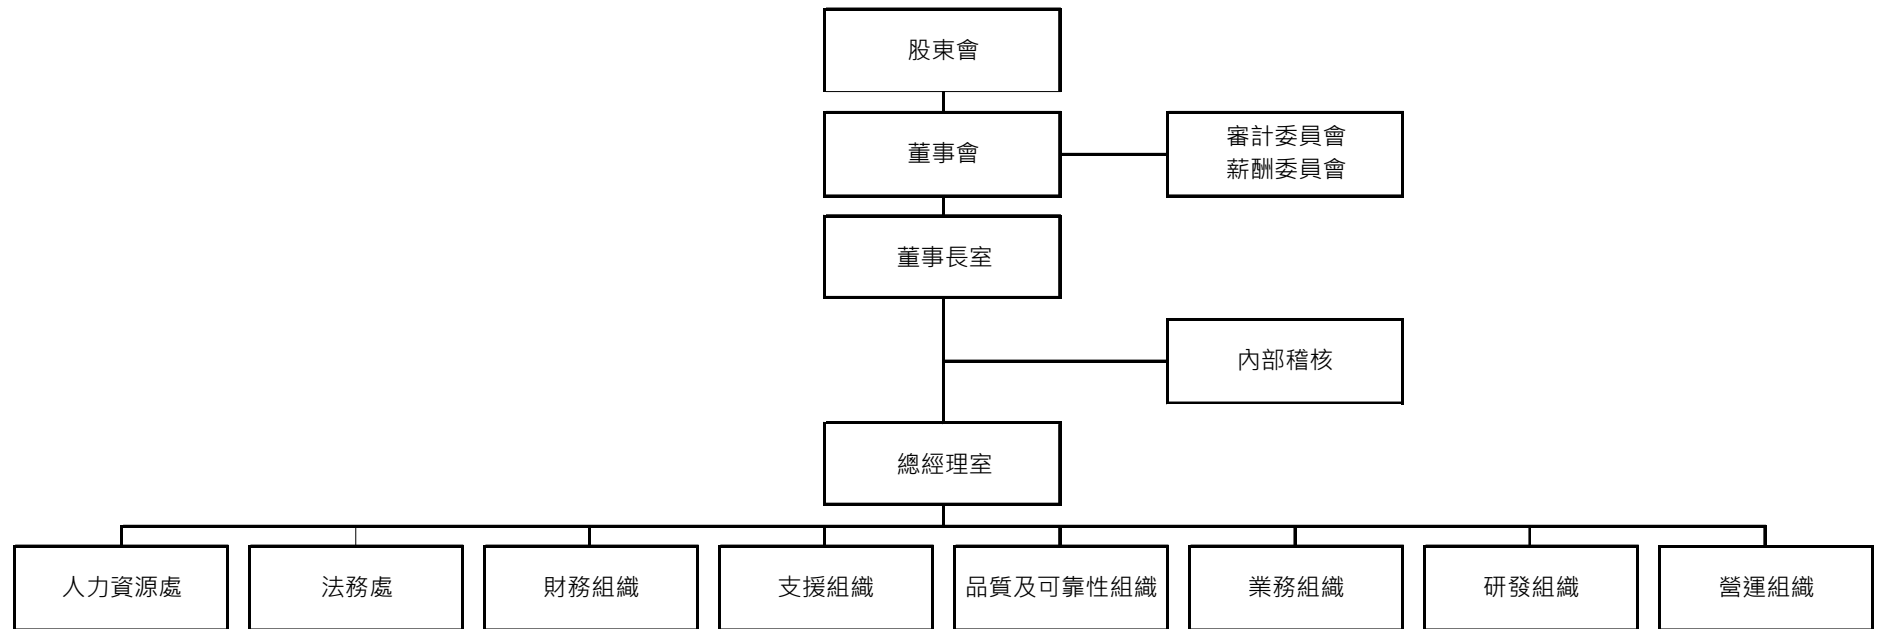 股東會
董事會
審計委員會
薪酬委員會
董事長室
內部稽核
總經理室
人力資源處
法務處
財務組織
支援組織
品質及可靠性組織
業務組織
研發組織
營運組織